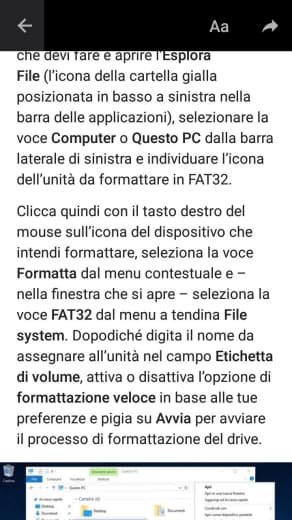 Aa
che devi fare è aprire l'Esplora
File (l'icona della cartella gialla
posizionata in basso a sinistra nella
barra delle applicazioni), selezionare la
voce Computer o Questo PC dalla barra
laterale di sinistra e individuare l'icona
dell'unità da formattare in FAT32.
Clicca quindi con il tasto destro del
mouse sull'icona del dispositivo che
intendi formattare, seleziona la voce
Formatta dal menu contestuale e –
nella finestra che si apre – seleziona la
voce FAT32 dal menu a tendina File
system. Dopodiché digita il nome da
assegnare all'unità nel campo Etichetta
di volume, attiva o disattiva l'opzione di
formattazione veloce in base alle tue
preferenze e pigia su Avvia per avviare
il processo di formattazione del drive.
Questo PC
Desktop